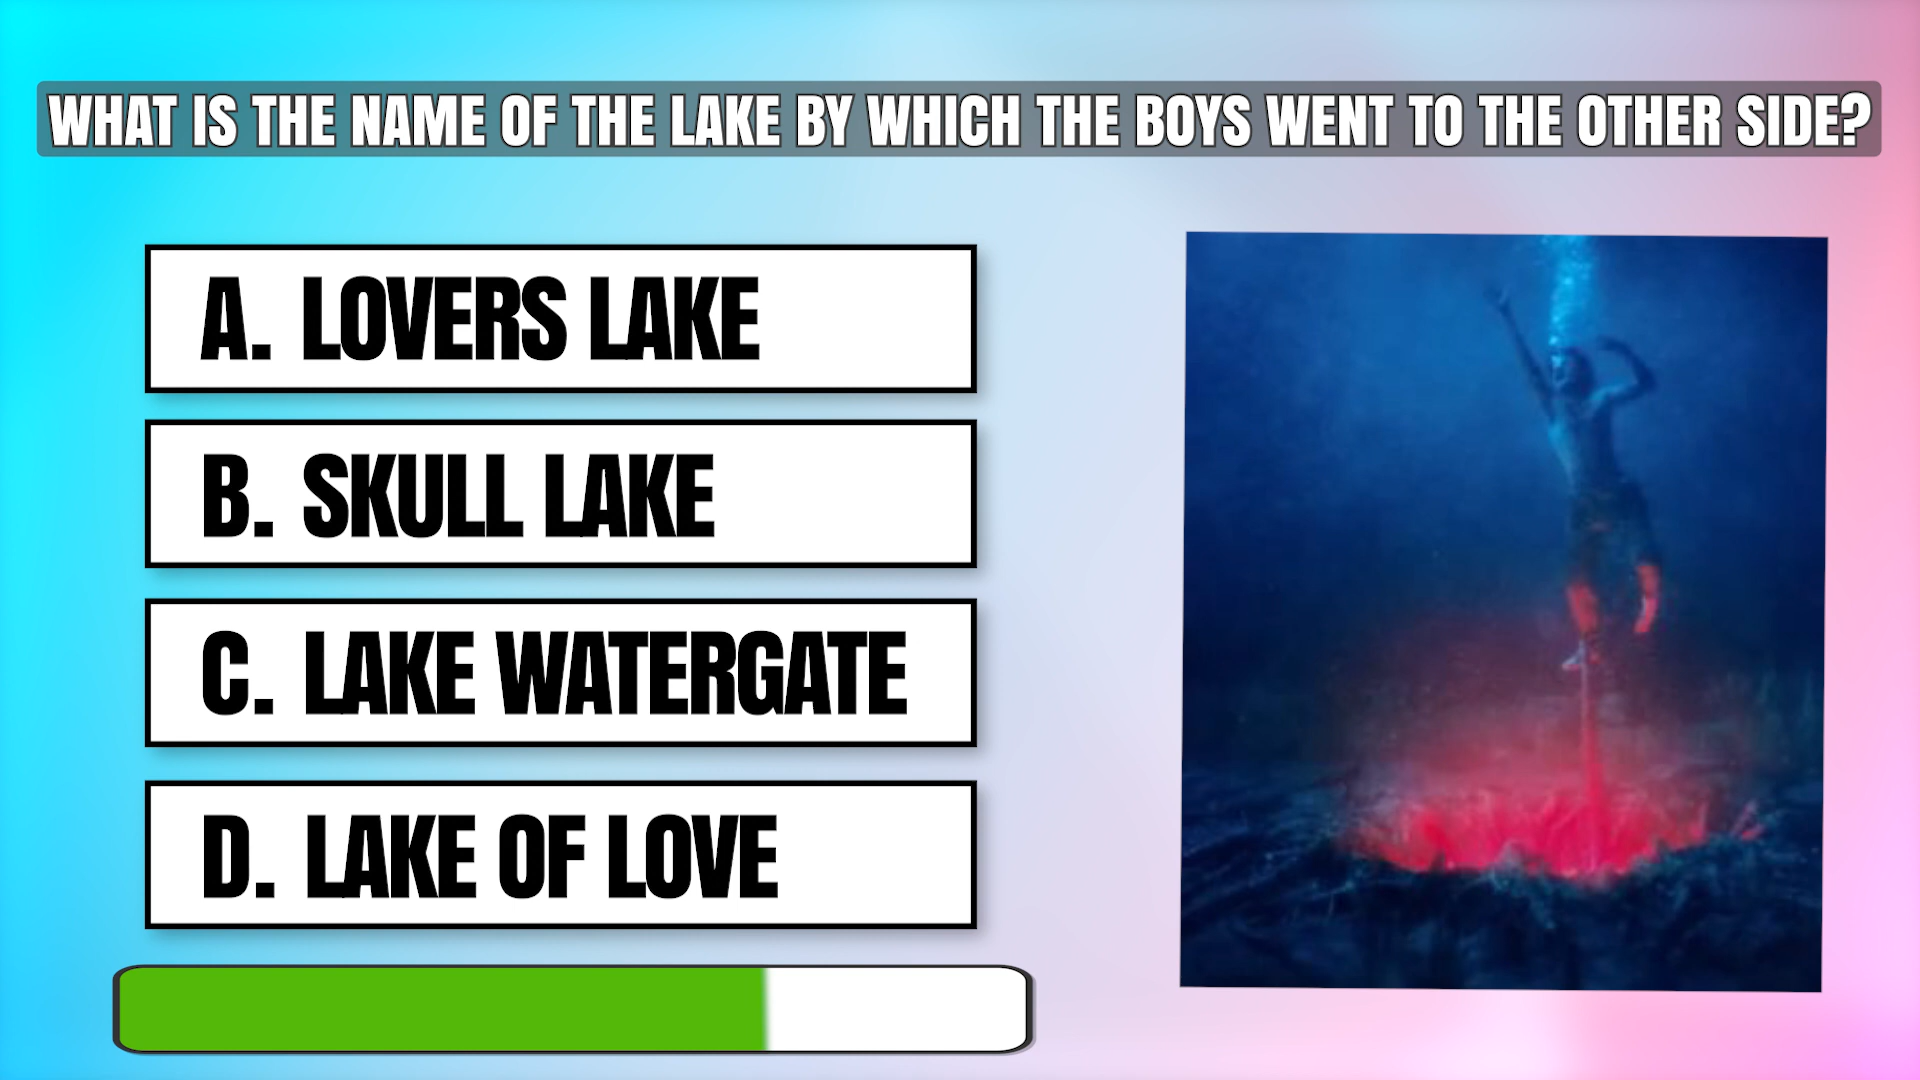 WHAT IS THE NAME OF THE LAKE BY WHICH THE BOYS WENT TO THE OTHER SIDE?
A. LOVERS LAKE
B. SKULL LAKE
C. LAKE WATERGATE
D. LAKE OF LOVE